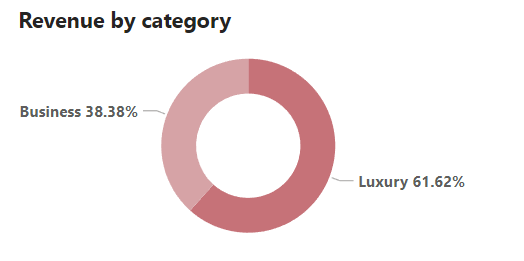 Revenue by category
Business 38.38%
Luxury 61.62%